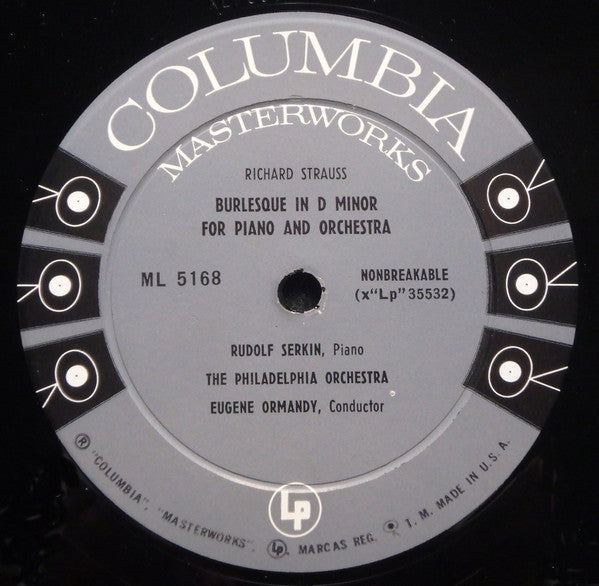 COLUMBIA
MASTERWORKS
RICHARD STRAUSS
BURLESQUE IN D MINOR
FOR PIANO AND ORCHESTRA
ML 5168
NONBREAKABLE
(x"Lp"35532)
RUDOLF SERKIN, Piano
THE PHILADELPHIA ORCHESTRA
EUGENE ORMANDY, Conductor
LP
® "COLUMBIA", "MASTERWORKS", LP, MARCAS REG. T. M. MADE IN U. S. A.